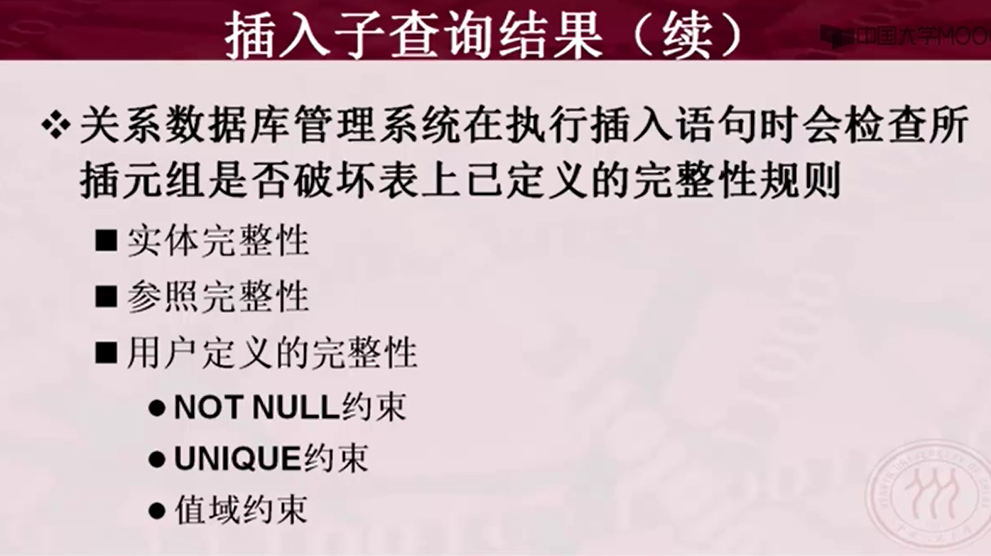 插入子查询结果（续）
中国大学MOO
❖关系数据库管理系统在执行插入语句时会检查所
插元组是否破坏表上已定义的完整性规则
■实体完整性
■参照完整性
■用户定义的完整性
●NOT NULL约束
●UNIQUE约束
●值域约束